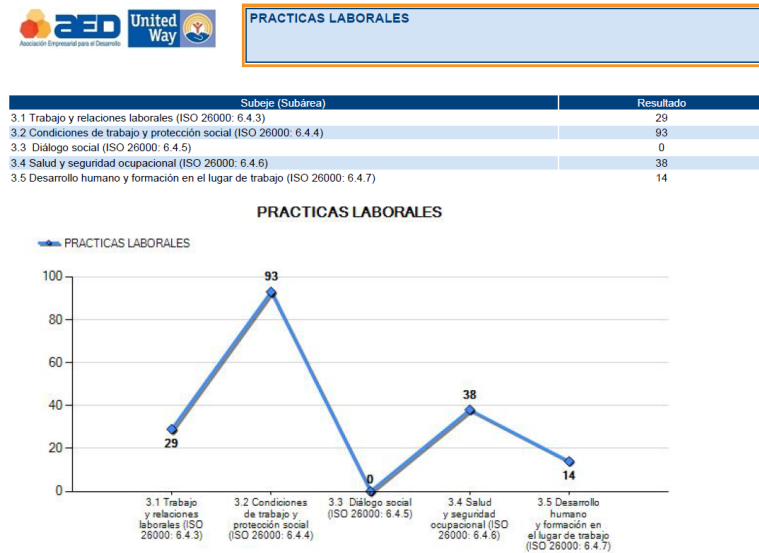 AED
Asociación Empresarial para el Desarrollo
United
Way
PRACTICAS LABORALES
Subeje (Subárea) Resultado
3.1 Trabajo y relaciones laborales (ISO 26000: 6.4.3) 29
3.2 Condiciones de trabajo y protección social (ISO 26000: 6.4.4) 93
3.3 Diálogo social (ISO 26000: 6.4.5) 0
3.4 Salud y seguridad ocupacional (ISO 26000: 6.4.6) 38
3.5 Desarrollo humano y formación en el lugar de trabajo (ISO 26000: 6.4.7) 14
PRACTICAS LABORALES
PRACTICAS LABORALES
100
80
60
40
20
0
29
93
0
38
14
3.1 Trabajo
y relaciones
laborales (ISO
26000: 6.4.3)
3.2 Condiciones
de trabajo y
protección social
(ISO 26000: 6.4.4)
3.3 Diálogo social
(ISO 26000: 6.4.5)
3.4 Salud
y seguridad
ocupacional (ISO
26000: 6.4.6)
3.5 Desarrollo
humano
y formación en
el lugar de trabajo
(ISO 26000: 6.4.7)